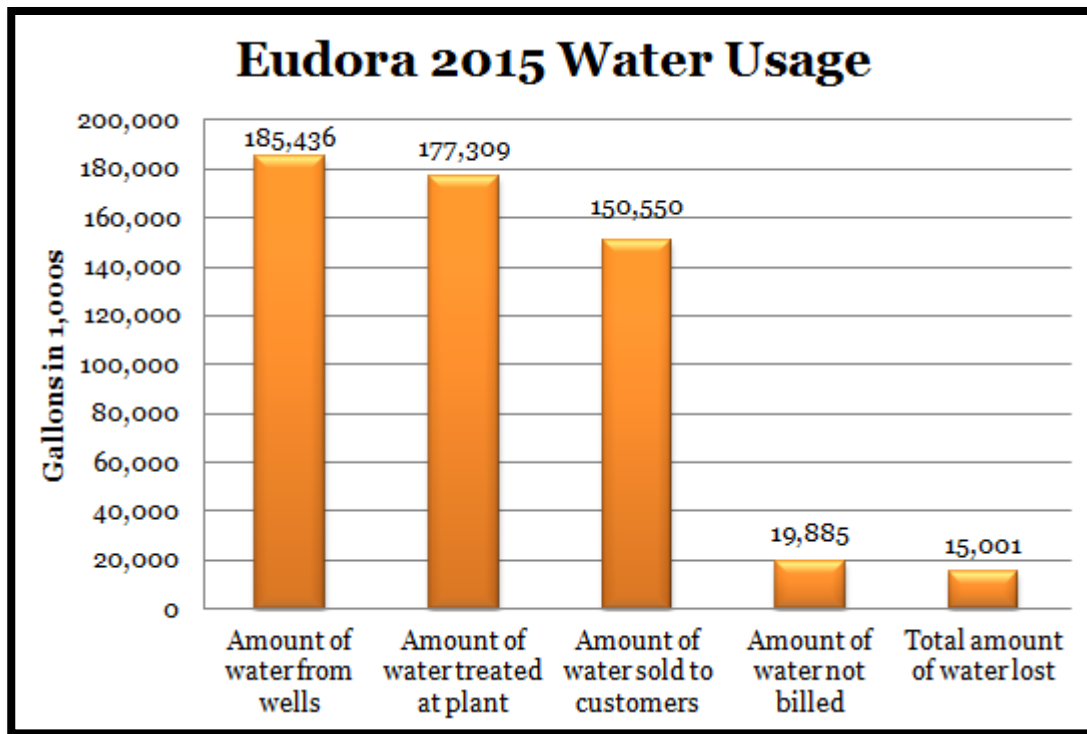 Eudora 2015 Water Usage
Gallons in 1,000s
200,000
180,000
160,000
140,000
120,000
100,000
80,000
60,000
40,000
20,000
0
185,436
177,309
150,550
19,885
15,001
Amount of
water from
wells
Amount of
water treated
at plant
Amount of
water sold to
customers
Amount of
water not
billed
Total amount
of water lost